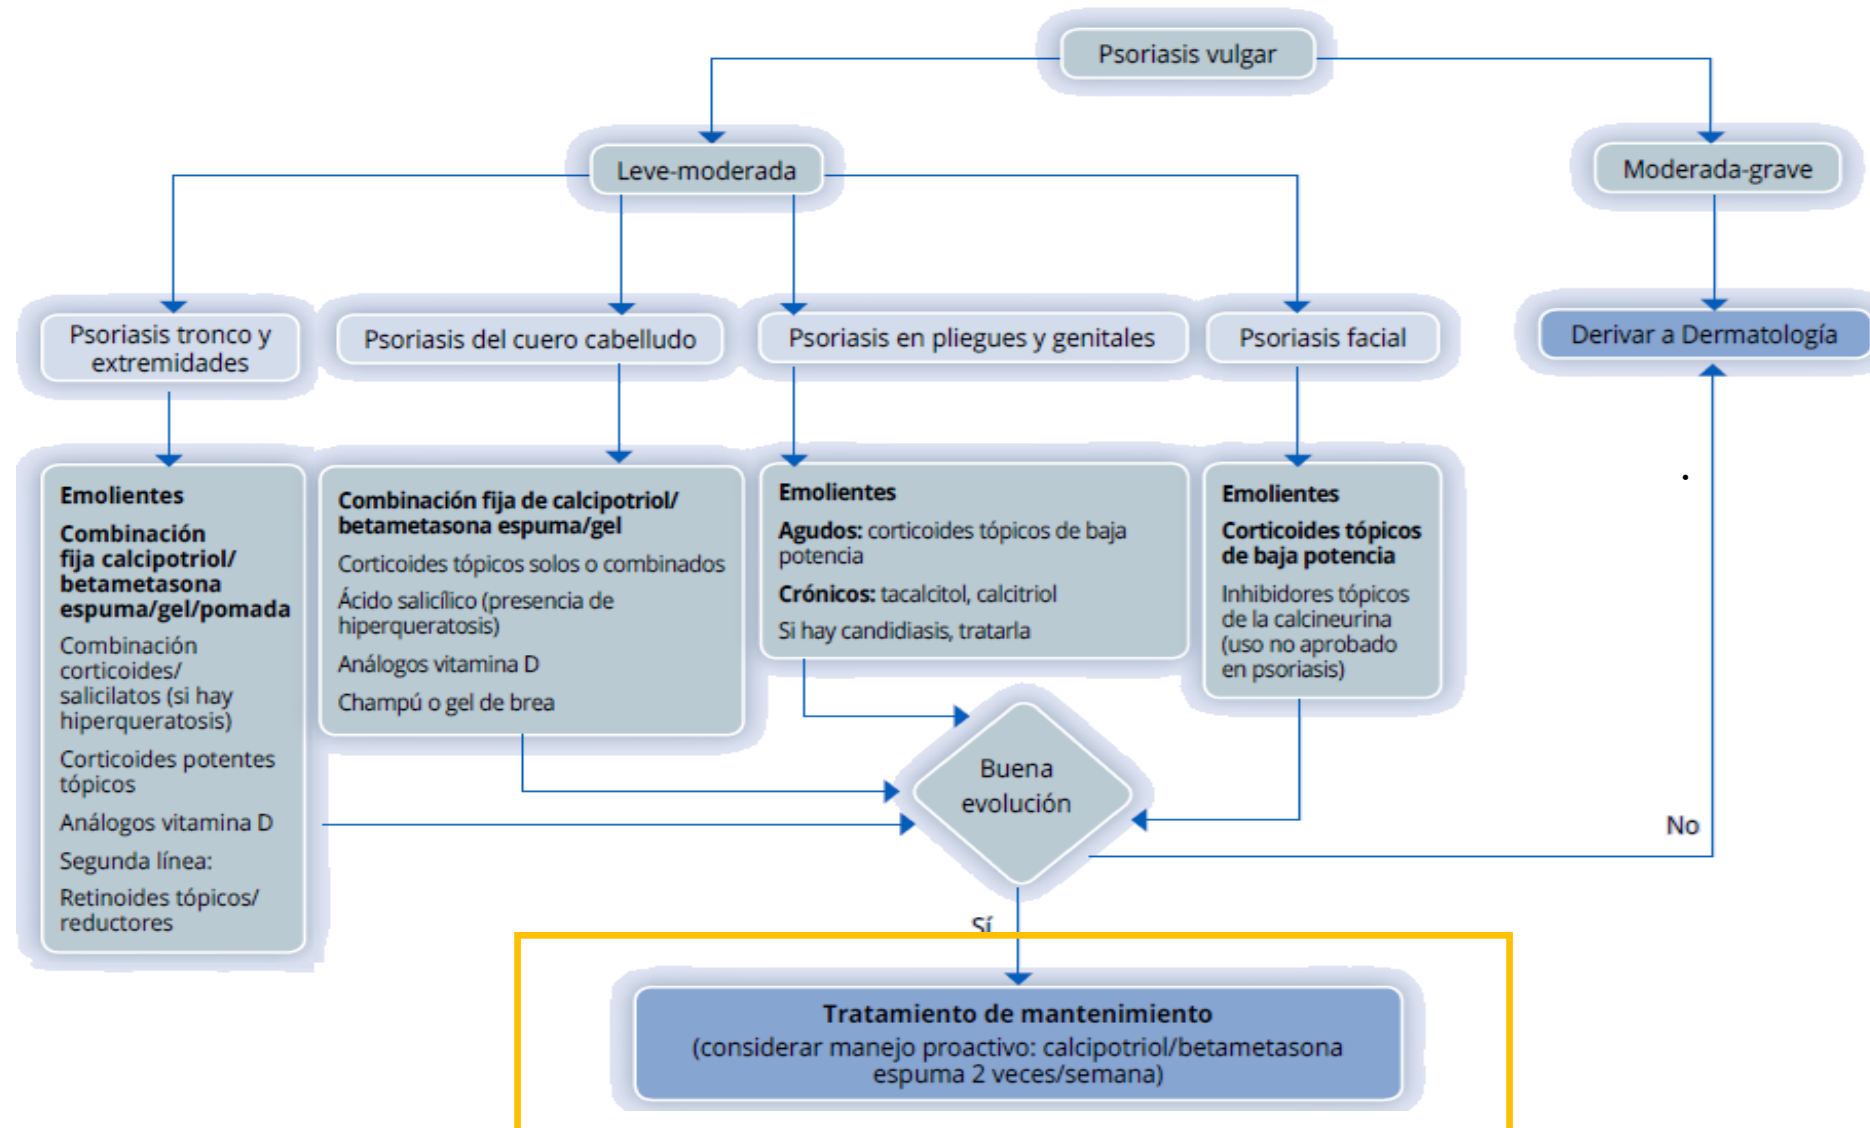 Psoriasis vulgar
Leve-moderada
Moderada-grave
Psoriasis tronco y
extremidades
Psoriasis del cuero cabelludo
Psoriasis en pliegues y genitales
Psoriasis facial
Derivar a Dermatología
Emolientes
Combinación
fija calcipotriol/
betametasona
espuma/gel/pomada
Combinación
corticoides/
salicilatos (si hay
hiperqueratosis)
Corticoides potentes
tópicos
Análogos vitamina D
Segunda línea:
Retinoides tópicos/
reductores
Combinación fija de calcipotriol/
betametasona espuma/gel
Corticoides tópicos solos o combinados
Ácido salicílico (presencia de
hiperqueratosis)
Análogos vitamina D
Champú o gel de brea
Emolientes
Agudos: corticoides tópicos de baja
potencia
Crónicos: tacalcitol, calcitriol
Si hay candidiasis, tratarla
Emolientes
Corticoides tópicos
de baja potencia
Inhibidores tópicos
de la calcineurina
(uso no aprobado
en psoriasis)
Buena
evolución
No
Sí
Tratamiento de mantenimiento
(considerar manejo proactivo: calcipotriol/betametasona
espuma 2 veces/semana)